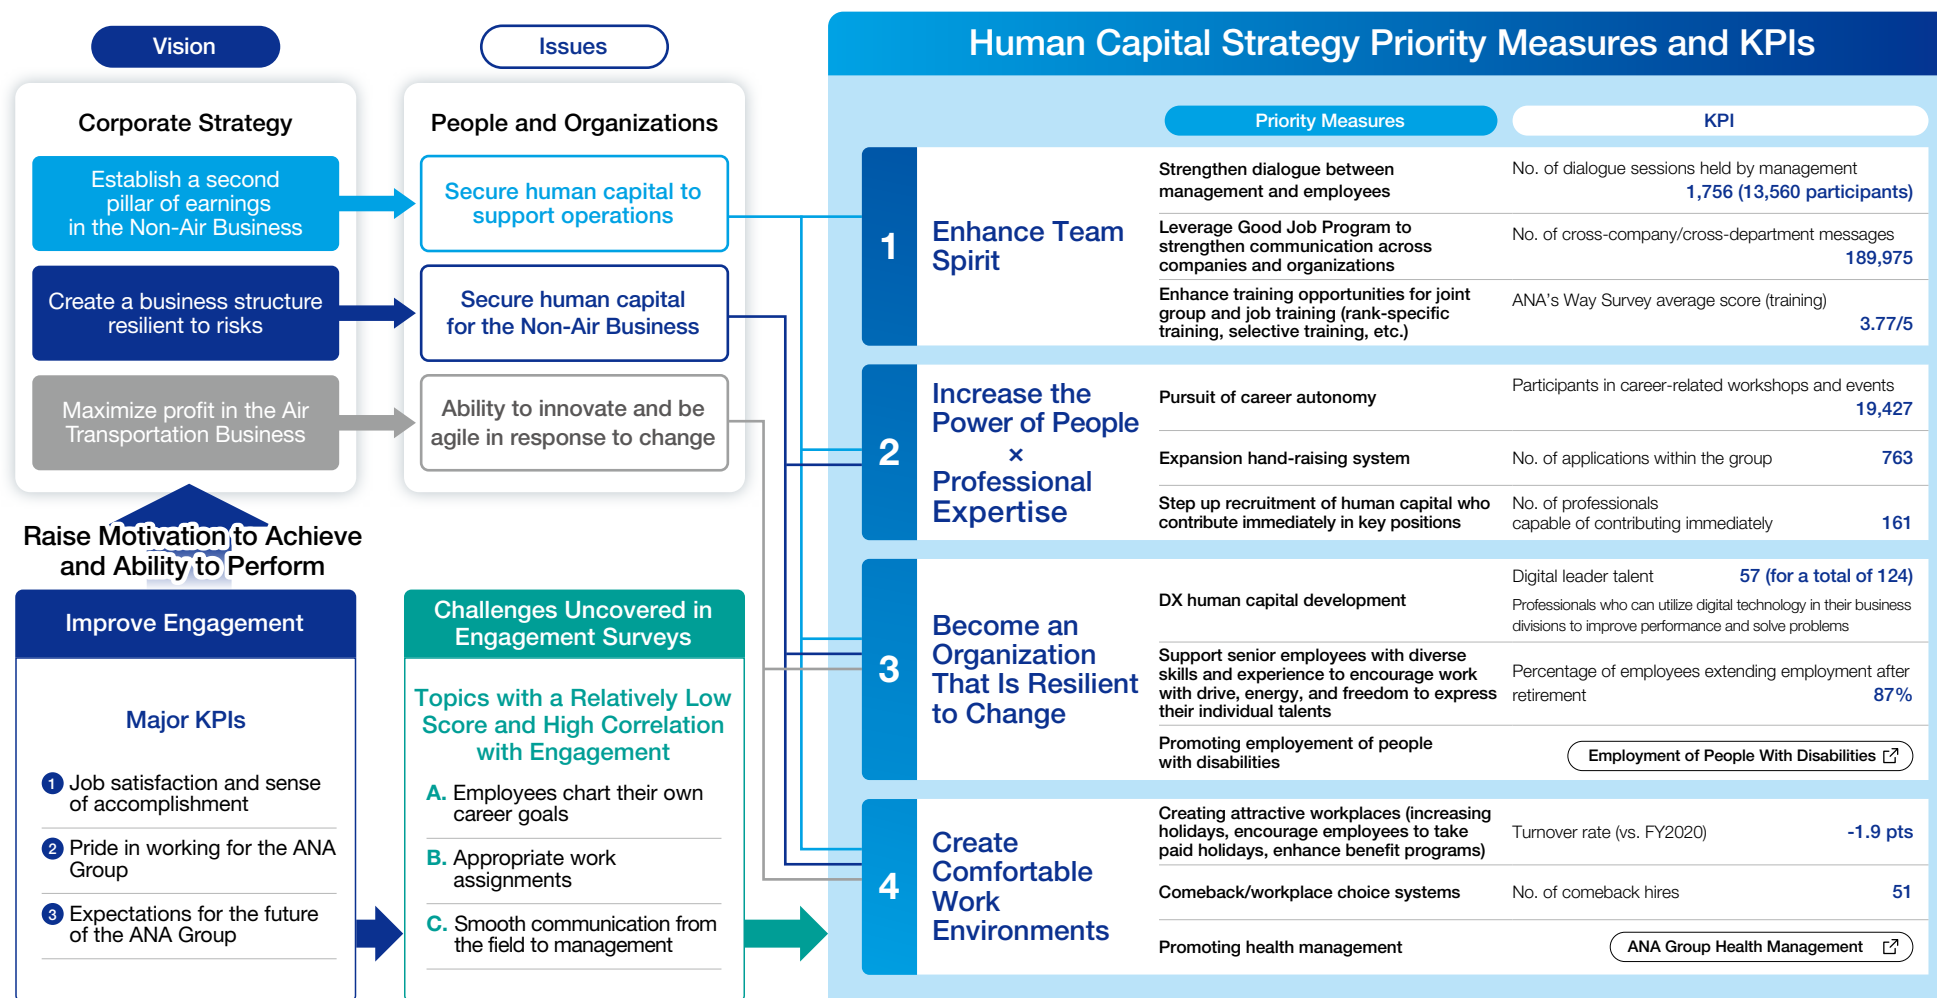 Vision
Corporate Strategy
Establish a second
pillar of earnings
in the Non-Air Business
Create a business structure
resilient to risks
Maximize profit in the Air
Transportation Business
Issues
People and Organizations
Secure human capital to
support operations
Secure human capital
for the Non-Air Business
Ability to innovate and be
agile in response to change
Raise Motivation to Achieve
and Ability to Perform
Improve Engagement
Major KPIs
1 Job satisfaction and sense
of accomplishment
2 Pride in working for the ANA
Group
3 Expectations for the future
of the ANA Group
Challenges Uncovered in
Engagement Surveys
Topics with a Relatively Low
Score and High Correlation
with Engagement
A. Employees chart their own
career goals
B. Appropriate work
assignments
C. Smooth communication from
the field to management
Human Capital Strategy Priority Measures and KPIs
Priority Measures
KPI
1
Enhance Team
Spirit
Strengthen dialogue between
management and employees
No. of dialogue sessions held by management
1,756 (13,560 participants)
Leverage Good Job Program to
strengthen communication across
companies and organizations
No. of cross-company/cross-department messages
189,975
Enhance training opportunities for joint
group and job training (rank-specific
training, selective training, etc.)
ANA's Way Survey average score (training)
3.77/5
2
Increase the
Power of People
×
Professional
Expertise
Pursuit of career autonomy
Participants in career-related workshops and events
19,427
Expansion hand-raising system
No. of applications within the group 763
Step up recruitment of human capital who
contribute immediately in key positions
No. of professionals
capable of contributing immediately 161
3
Become an
Organization
That Is Resilient
to Change
DX human capital development
Digital leader talent 57 (for a total of 124)
Professionals who can utilize digital technology in their business
divisions to improve performance and solve problems
Support senior employees with diverse
skills and experience to encourage work
with drive, energy, and freedom to express
their individual talents
Percentage of employees extending employment after
retirement 87%
Promoting employement of people
with disabilities
Employment of People With Disabilities
4
Create
Comfortable
Work
Environments
Creating attractive workplaces (increasing
holidays, encourage employees to take
paid holidays, enhance benefit programs)
Turnover rate (vs. FY2020) -1.9 pts
Comeback/workplace choice systems
No. of comeback hires 51
Promoting health management
ANA Group Health Management